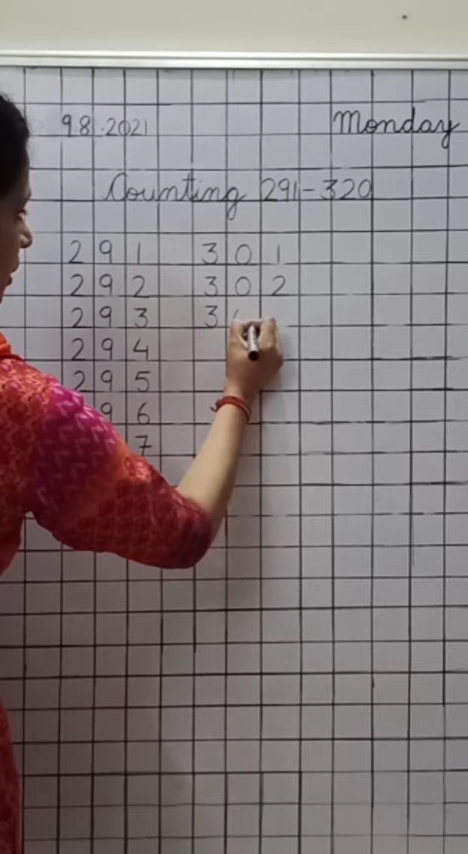 9.8.2021 Monday
Counting 291-320
2 9 1 3 0 1
2 9 2 3 0 2
2 9 3 3
2 9 4
2 9 5
9 6
7